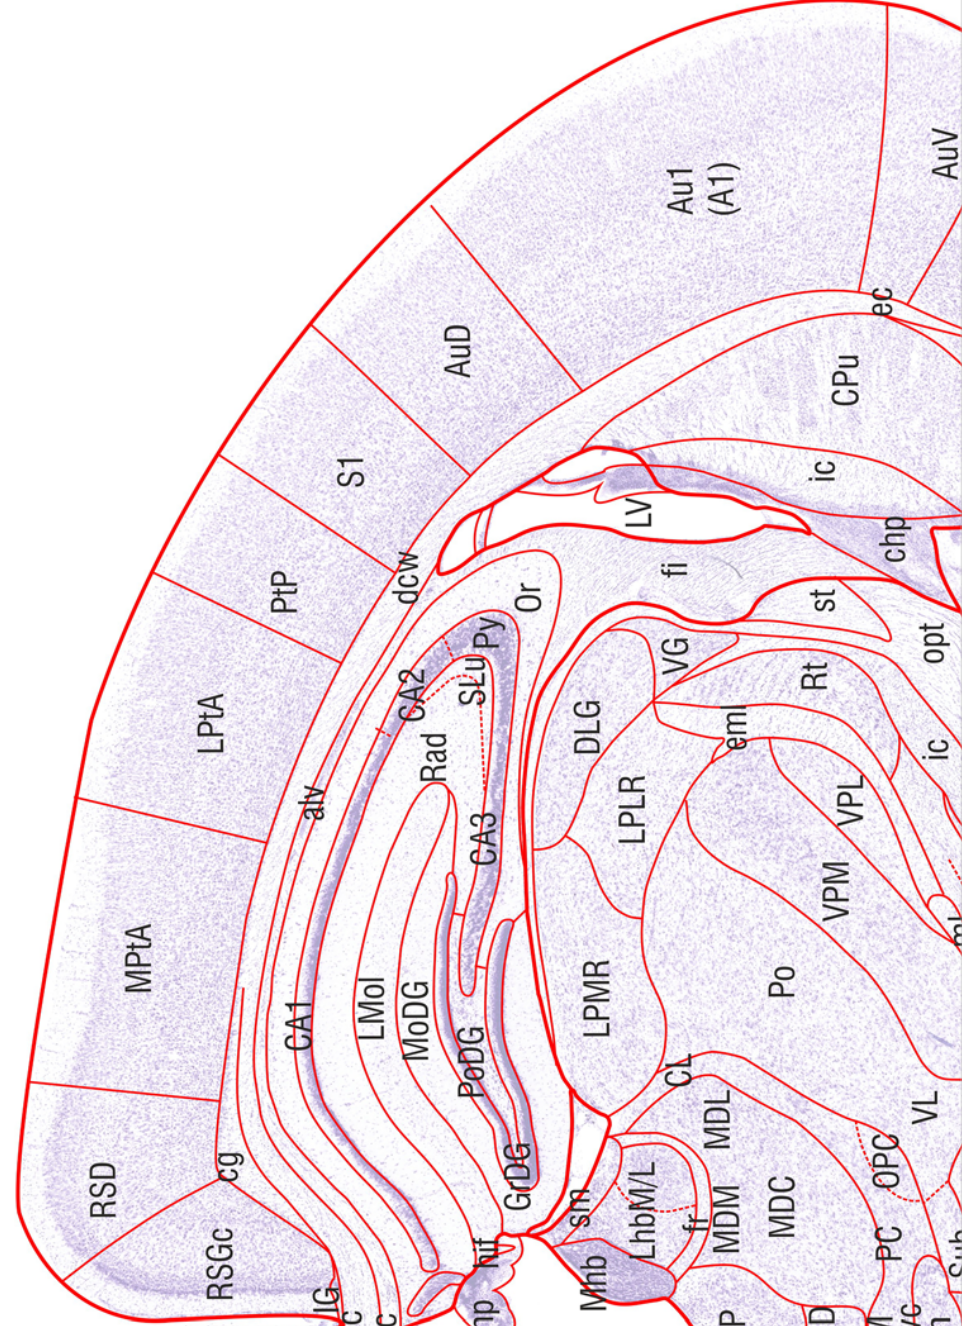 AuV
Au1
(A1)
ec
AuD
CPu
S1
ic
LV
chp
dcw
PtP
fi
Or
st
Py
opt
VG
SLu
CA2
Rt
LPtA
DLG
eml
Rad
ic
alv
LPLR
VPL
CA3
VPM
ml
MPtA
Po
LPMR
CA1
LMol
MoDG
PoDG
CL
VL
MDL
OPC
cg
GrDG
RSD
sm
LhbM/L
fr
MDM
MDC
PC
RSGc
hif
Mhb
IG